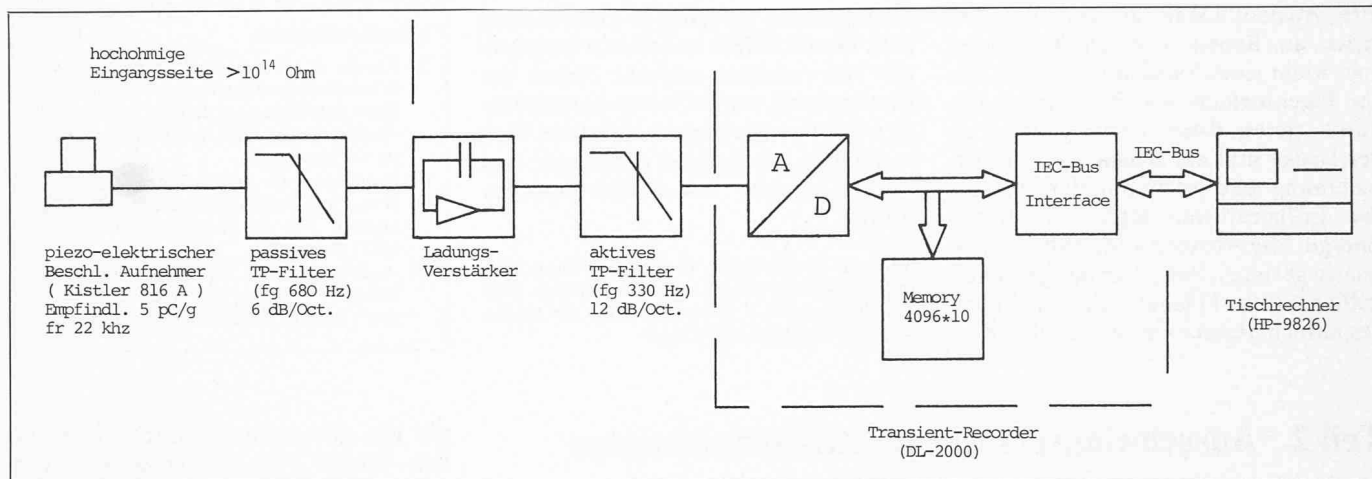 hochohmige
Eingangsseite >10¹⁴ Ohm
A
D
IEC-Bus
Interface
IEC-Bus
piezo-elektrischer
Beschl. Aufnehmer
( Kistler 816 A )
Empfindl. 5 pC/g
fr 22 khz
passives
TP-Filter
(fg 680 Hz)
6 dB/Oct.
Ladungs-
Verstärker
aktives
TP-Filter
(fg 330 Hz)
12 dB/Oct.
Memory
4096*10
Tischrechner
(HP-9826)
Transient-Recorder
(DL-2000)